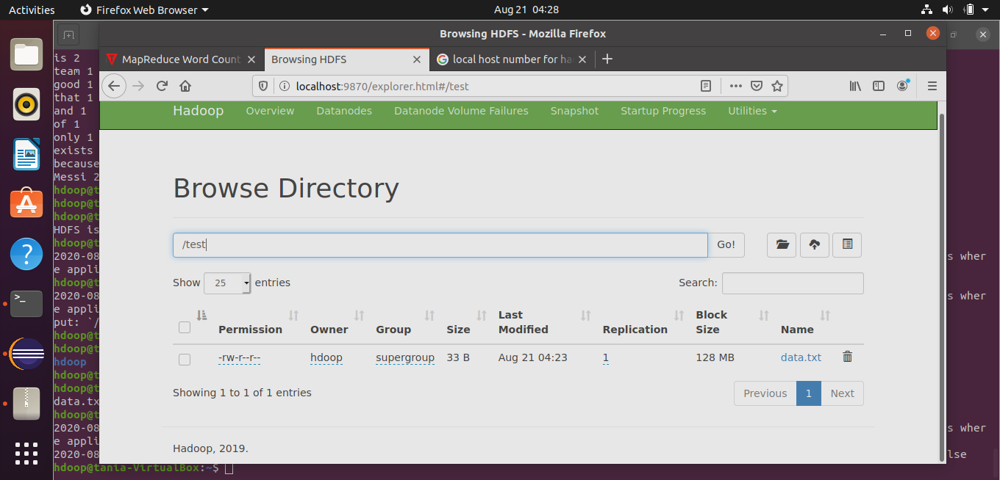 Activities Firefox Web Browser Aug 21 04:28
Browsing HDFS - Mozilla Firefox
MapReduce Word Count Browsing HDFS local host number for ha
localhost:9870/explorer.html#/test
Hadoop Overview Datanodes Datanode Volume Failures Snapshot Startup Progress Utilities
Browse Directory
/test Go!
Show 25 entries Search:
Permission Owner Group Size Last Modified Replication Block Size Name
-rw-r--r-- hdoop supergroup 33 B Aug 21 04:23 1 128 MB data.txt
Showing 1 to 1 of 1 entries Previous 1 Next
Hadoop, 2019.
is 2
team 1
good 1
that 1
and 1
of 1
only 1
exists
because
Messi 2
hdoop@t
hdoop@t
hdoop@t
HDFS is
hdoop@t
2020-08 s wher
e appli
hdoop@t
2020-08 s wher
e appli
put: `/
hdoop@t
hdoop@t
hdoop
hdoop@t
hdoop@t
data.tx
hdoop@t
2020-08 s wher
e appli
2020-08 lse
hdoop@tania-VirtualBox:~$